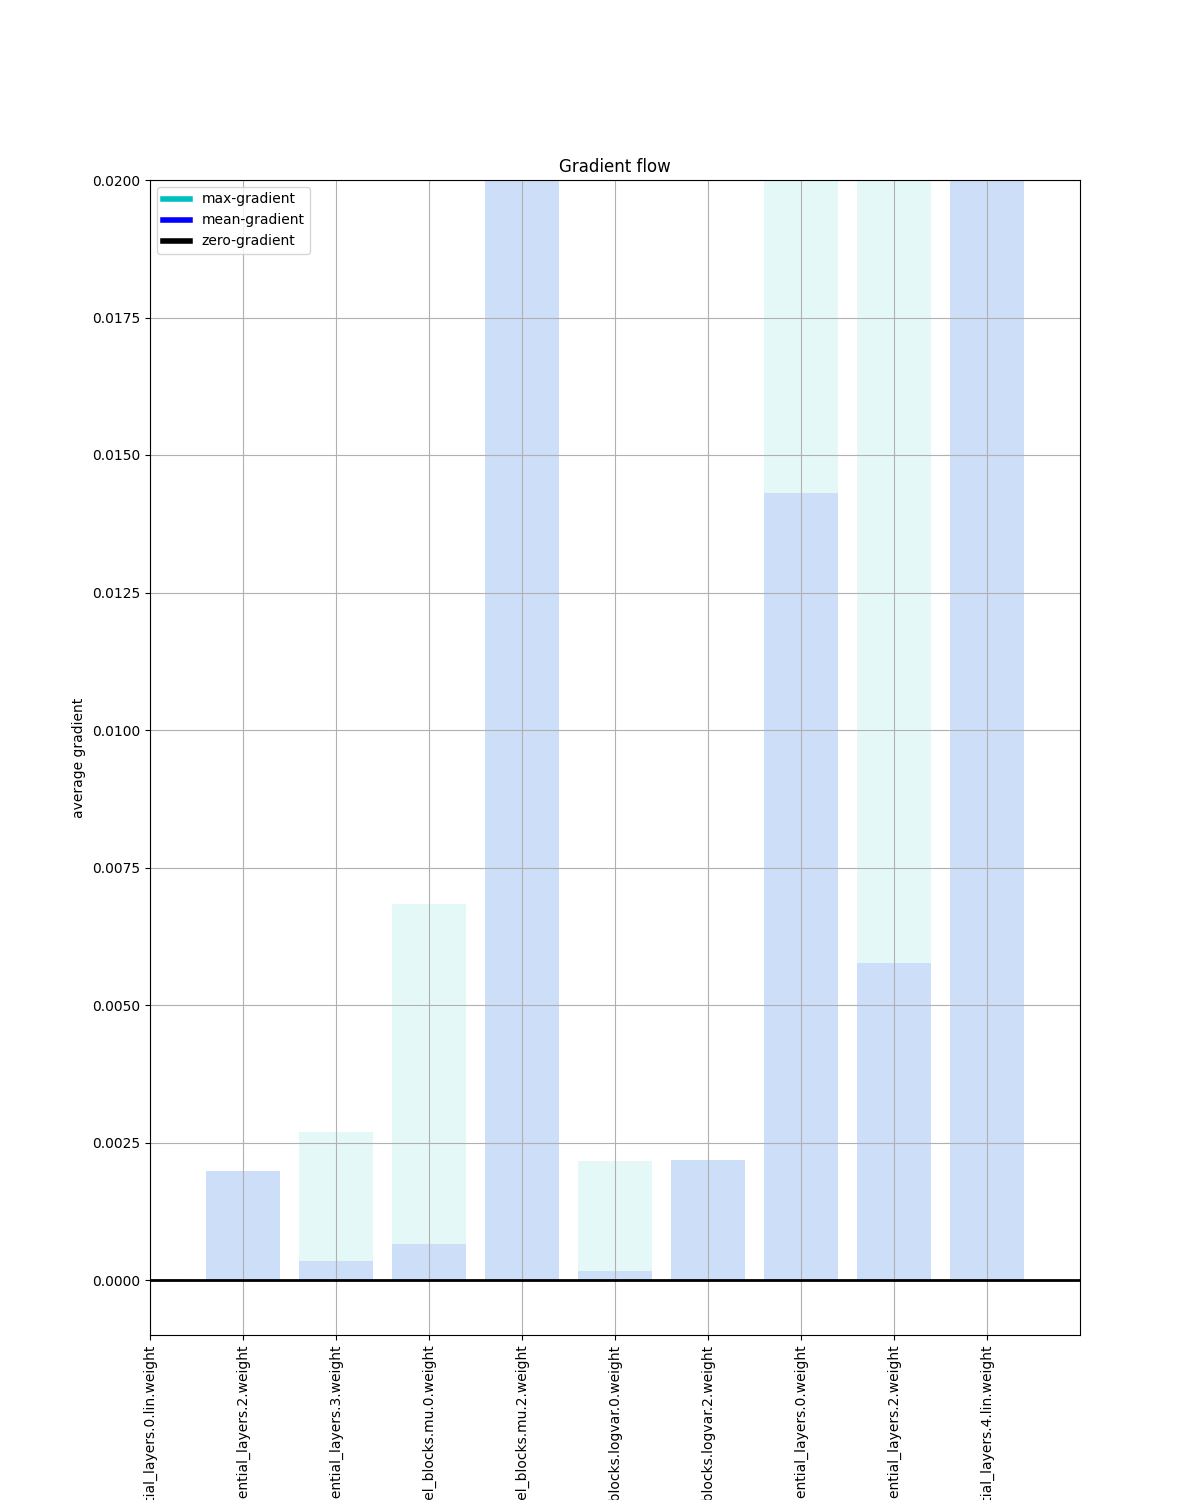 Gradient flow
max-gradient
mean-gradient
zero-gradient
0.0200
0.0175
0.0150
0.0125
0.0100
0.0075
0.0050
0.0025
0.0000
average gradient
tial_layers.0.lin.weight
ential_layers.2.weight
ential_layers.3.weight
el_blocks.mu.0.weight
el_blocks.mu.2.weight
blocks.logvar.0.weight
blocks.logvar.2.weight
ential_layers.0.weight
ential_layers.2.weight
tial_layers.4.lin.weight